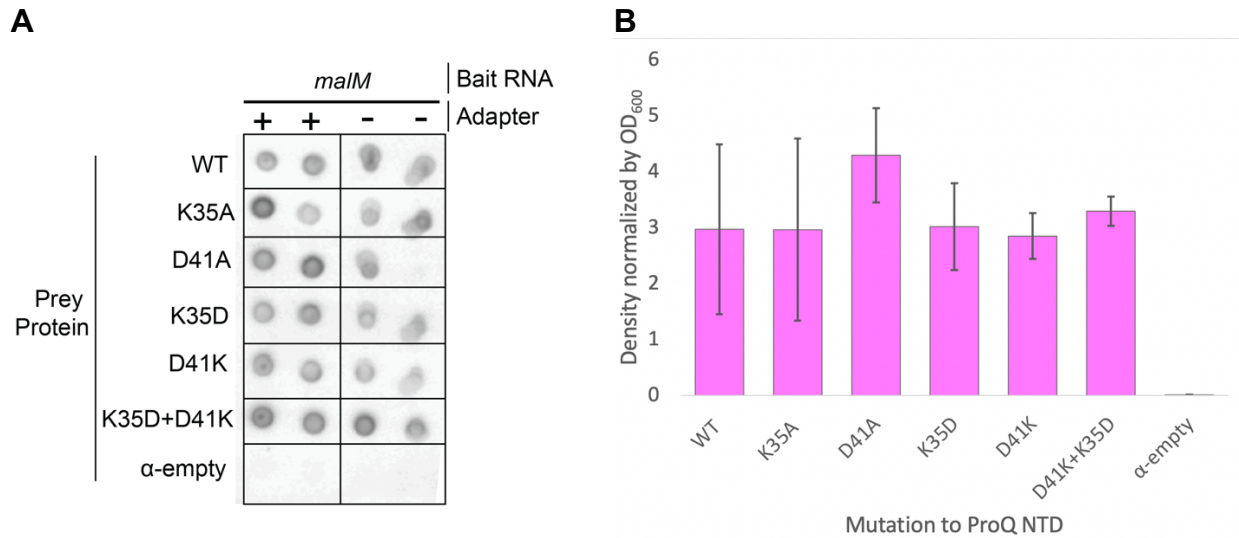 A
malM
Bait RNA
+ + - -
Adapter
WT
K35A
D41A
K35D
D41K
K35D+D41K
α-empty
Prey
Protein
B
Density normalized by OD600
6
5
4
3
2
1
0
WT
K35A
D41A
K35D
D41K
D41K+K35D
α-empty
Mutation to ProQ NTD